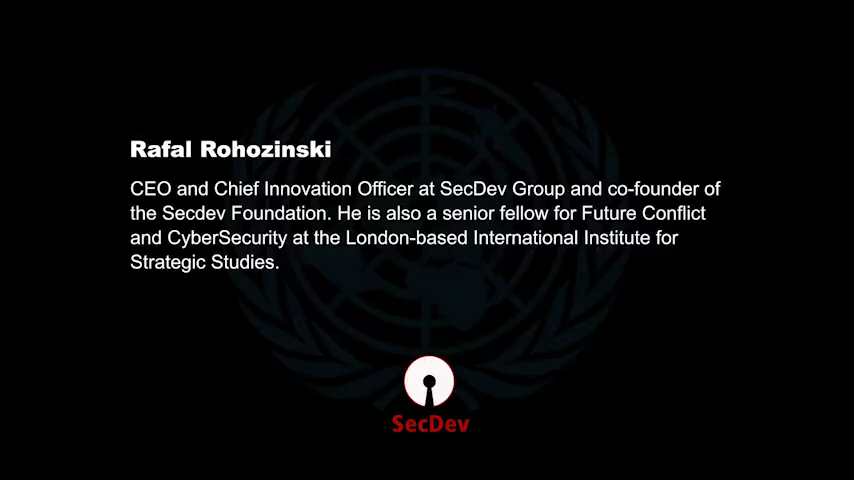 Rafal Rohozinski
CEO and Chief Innovation Officer at SecDev Group and co-founder of
the Secdev Foundation. He is also a senior fellow for Future Conflict
and CyberSecurity at the London-based International Institute for
Strategic Studies.
SecDev